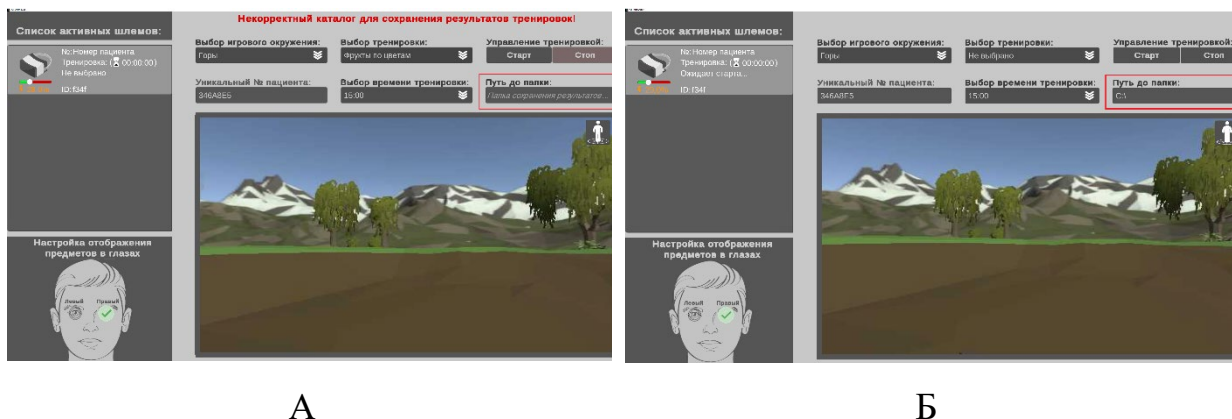 Некорректный каталог для сохранения результатов тренировок!
Список активных шлемов:
№:Номер пациента
Тренировка: (00:00:00)
Не выбрано
ID: f34f
Выбор игрового окружения:
Горы
Выбор тренировки:
Фрукты по цветам
Управление тренировкой:
Старт
Стоп
Уникальный № пациента:
346A8E5
Выбор времени тренировки:
15:00
Путь до папки:
Папка сохранения результатов...
Настройка отображения
предметов в глазах
Левый
Правый
А
Список активных шлемов:
№:Номер пациента
Тренировка: (00:00:00)
Ожидает старта...
ID: f34f
Выбор игрового окружения:
Горы
Выбор тренировки:
Не выбрано
Управление тренировкой:
Старт
Стоп
Уникальный № пациента:
346A8E5
Выбор времени тренировки:
15:00
Путь до папки:
C:\
Настройка отображения
предметов в глазах
Левый
Правый
Б